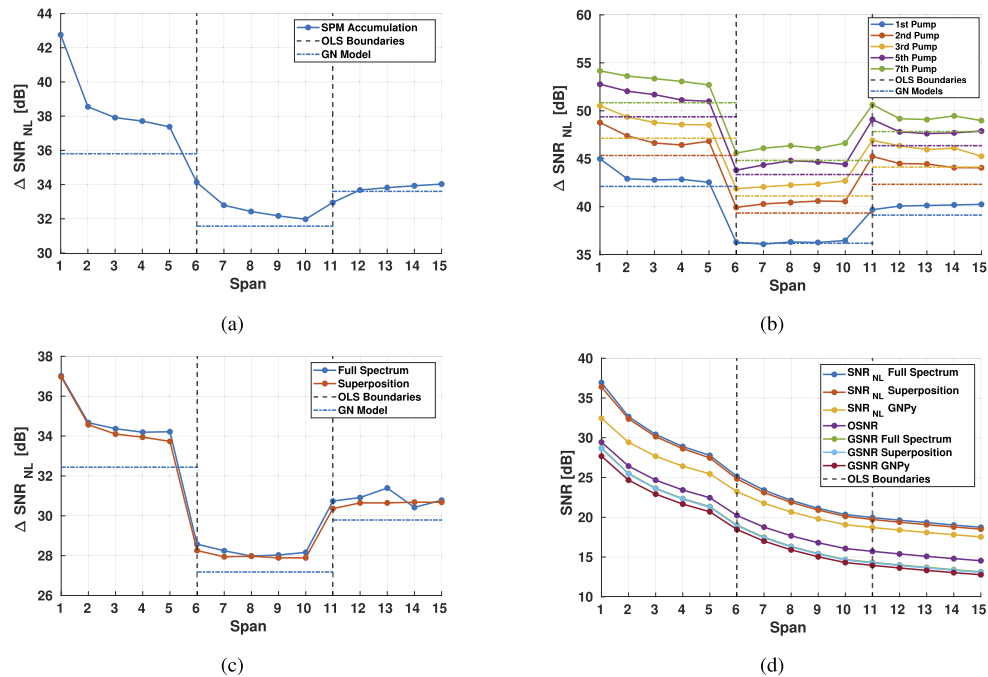 44
42
40
38
36
34
32
30
Δ SNR NL [dB]
1 2 3 4 5 6 7 8 9 10 11 12 13 14 15
Span
SPM Accumulation
OLS Boundaries
GN Model
(a)
60
55
50
45
40
35
Δ SNR NL [dB]
1 2 3 4 5 6 7 8 9 10 11 12 13 14 15
Span
1st Pump
2nd Pump
3rd Pump
5th Pump
7th Pump
OLS Boundaries
GN Models
(b)
38
36
34
32
30
28
26
Δ SNR NL [dB]
1 2 3 4 5 6 7 8 9 10 11 12 13 14 15
Span
Full Spectrum
Superposition
OLS Boundaries
GN Model
(c)
40
35
30
25
20
15
10
SNR [dB]
1 2 3 4 5 6 7 8 9 10 11 12 13 14 15
Span
SNR NL Full Spectrum
SNR NL Superposition
SNR NL GNPy
OSNR
GSNR Full Spectrum
GSNR Superposition
GSNR GNPy
OLS Boundaries
(d)